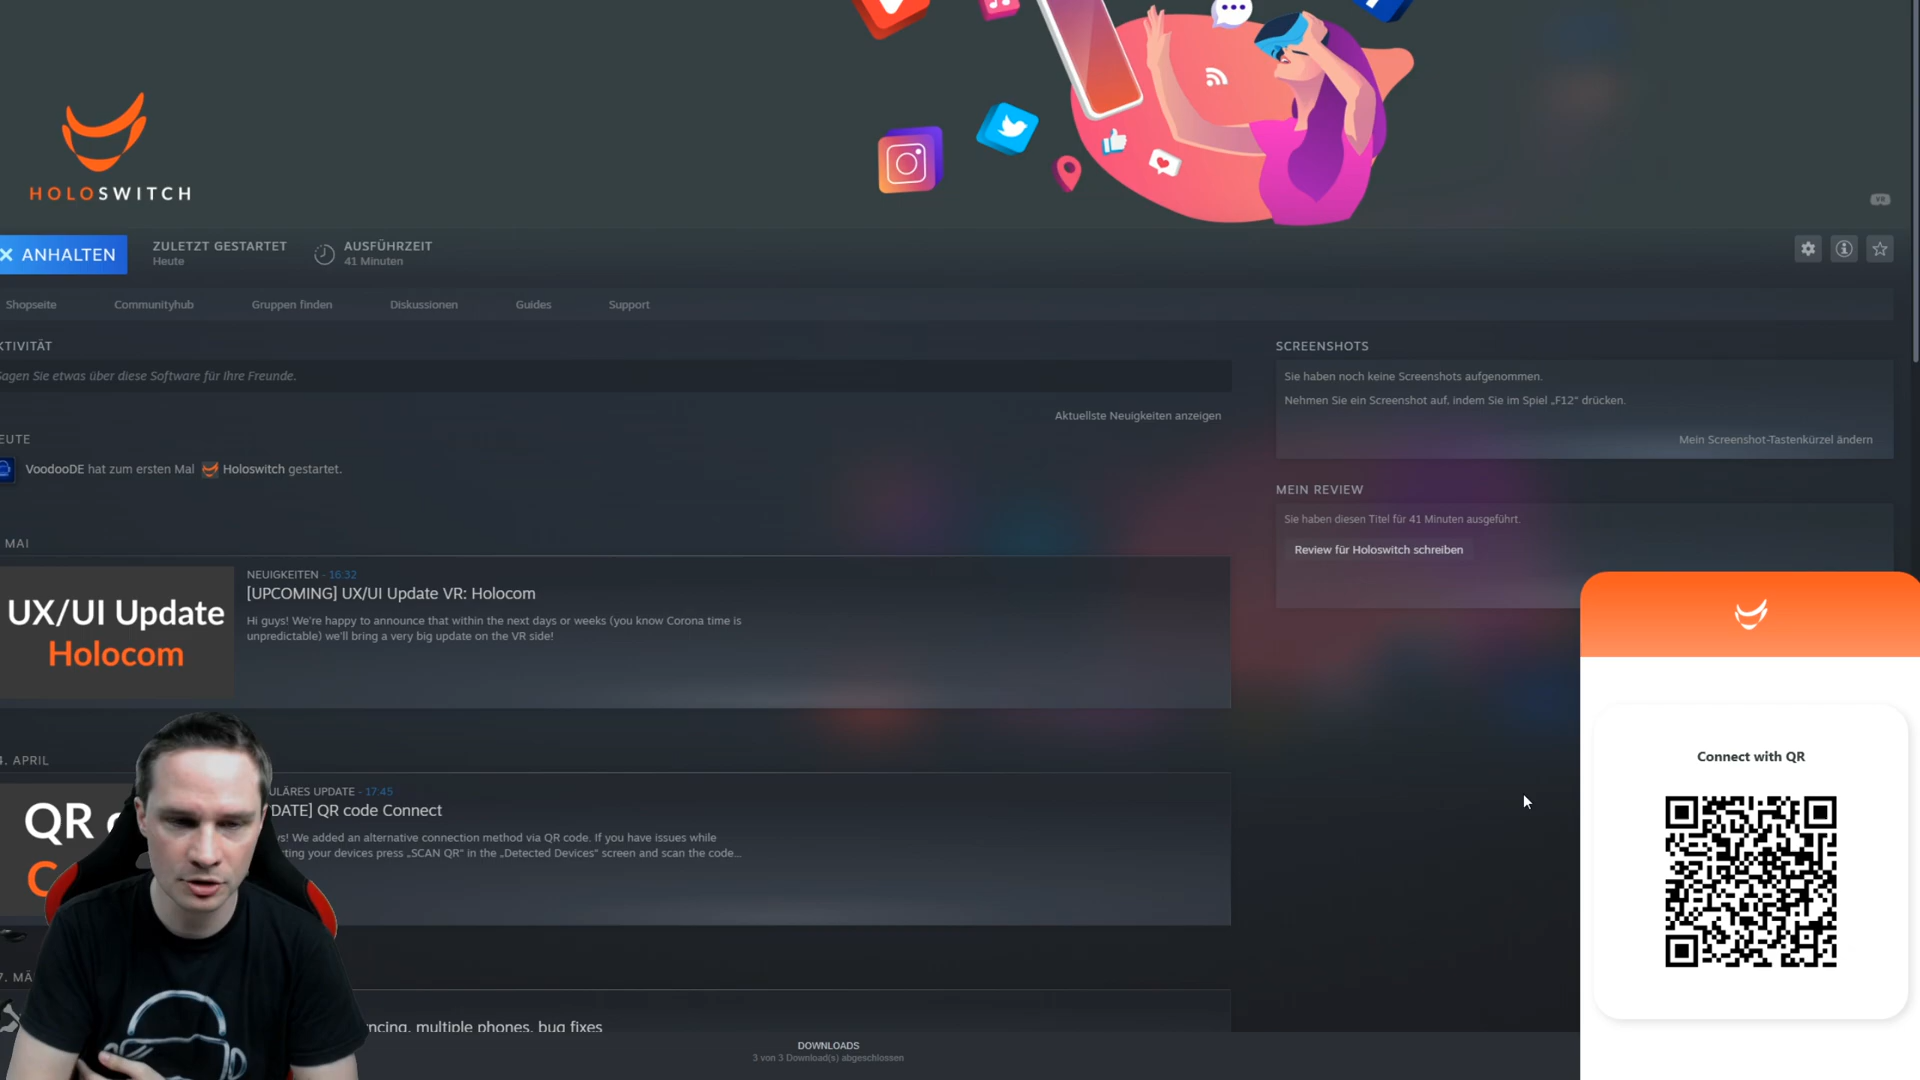 HOLOSWITCH
ANHALTEN
ZULETZT GESTARTET
Heute
AUSFÜHRZEIT
41 Minuten
Shopseite
Communityhub
Gruppen finden
Diskussionen
Guides
Support
KTIVITÄT
Sagen Sie etwas über diese Software für Ihre Freunde.
Aktuellste Neuigkeiten anzeigen
EUTE
VoodooDE hat zum ersten Mal Holoswitch gestartet.
MAI
UX/UI Update
Holocom
NEUIGKEITEN - 16:32
[UPCOMING] UX/UI Update VR: Holocom
Hi guys! We're happy to announce that within the next days or weeks (you know Corona time is
unpredictable) we'll bring a very big update on the VR side!
4. APRIL
QR
C
ULÄRES UPDATE - 17:45
DATE] QR code Connect
ys! We added an alternative connection method via QR code. If you have issues while
cting your devices press „SCAN QR“ in the „Detected Devices“ screen and scan the code...
7. MÄ
ncing, multiple phones, bug fixes
DOWNLOADS
3 von 3 Download(s) abgeschlossen
SCREENSHOTS
Sie haben noch keine Screenshots aufgenommen.
Nehmen Sie ein Screenshot auf, indem Sie im Spiel „F12“ drücken.
Mein Screenshot-Tastenkürzel ändern
MEIN REVIEW
Sie haben diesen Titel für 41 Minuten ausgeführt.
Review für Holoswitch schreiben
Connect with QR